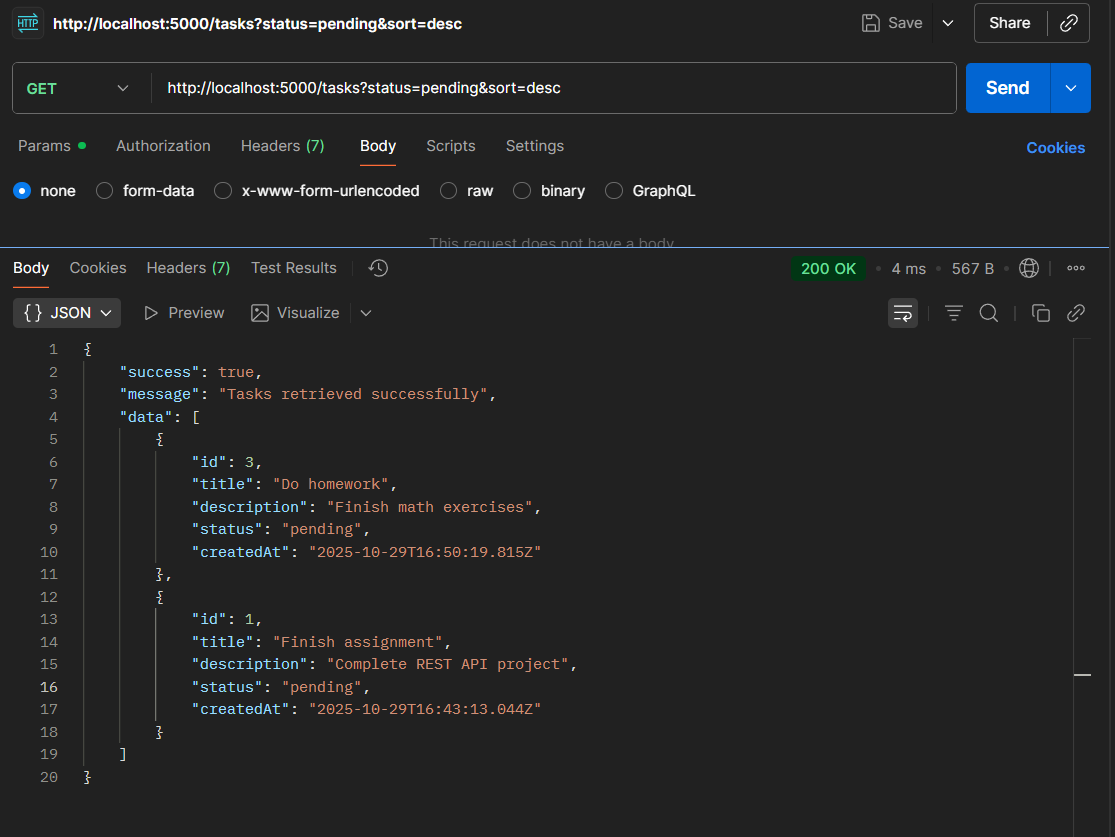 HTTP http://localhost:5000/tasks?status=pending&sort=desc Save Share
GET http://localhost:5000/tasks?status=pending&sort=desc Send
Params Authorization Headers (7) Body Scripts Settings Cookies
none form-data x-www-form-urlencoded raw binary GraphQL
This request does not have a body
Body Cookies Headers (7) Test Results 200 OK • 4 ms • 567 B •
{} JSON Preview Visualize
1 {
2 "success": true,
3 "message": "Tasks retrieved successfully",
4 "data": [
5 {
6 "id": 3,
7 "title": "Do homework",
8 "description": "Finish math exercises",
9 "status": "pending",
10 "createdAt": "2025-10-29T16:50:19.815Z"
11 },
12 {
13 "id": 1,
14 "title": "Finish assignment",
15 "description": "Complete REST API project",
16 "status": "pending",
17 "createdAt": "2025-10-29T16:43:13.044Z"
18 }
19 ]
20 }